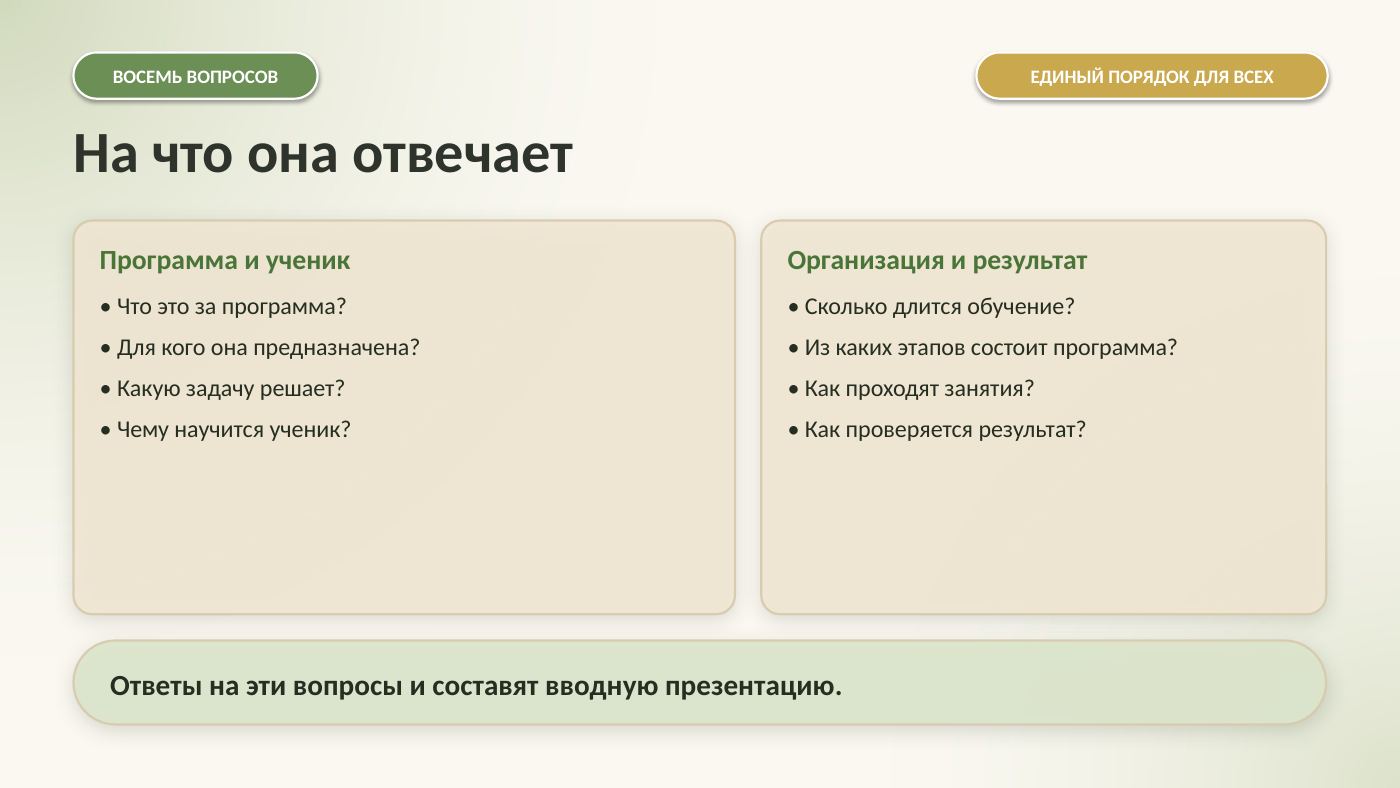 ВОСЕМЬ ВОПРОСОВ
ЕДИНЫЙ ПОРЯДОК ДЛЯ ВСЕХ
На что она отвечает
Программа и ученик
• Что это за программа?
• Для кого она предназначена?
• Какую задачу решает?
• Чему научится ученик?
Организация и результат
• Сколько длится обучение?
• Из каких этапов состоит программа?
• Как проходят занятия?
• Как проверяется результат?
Ответы на эти вопросы и составят вводную презентацию.